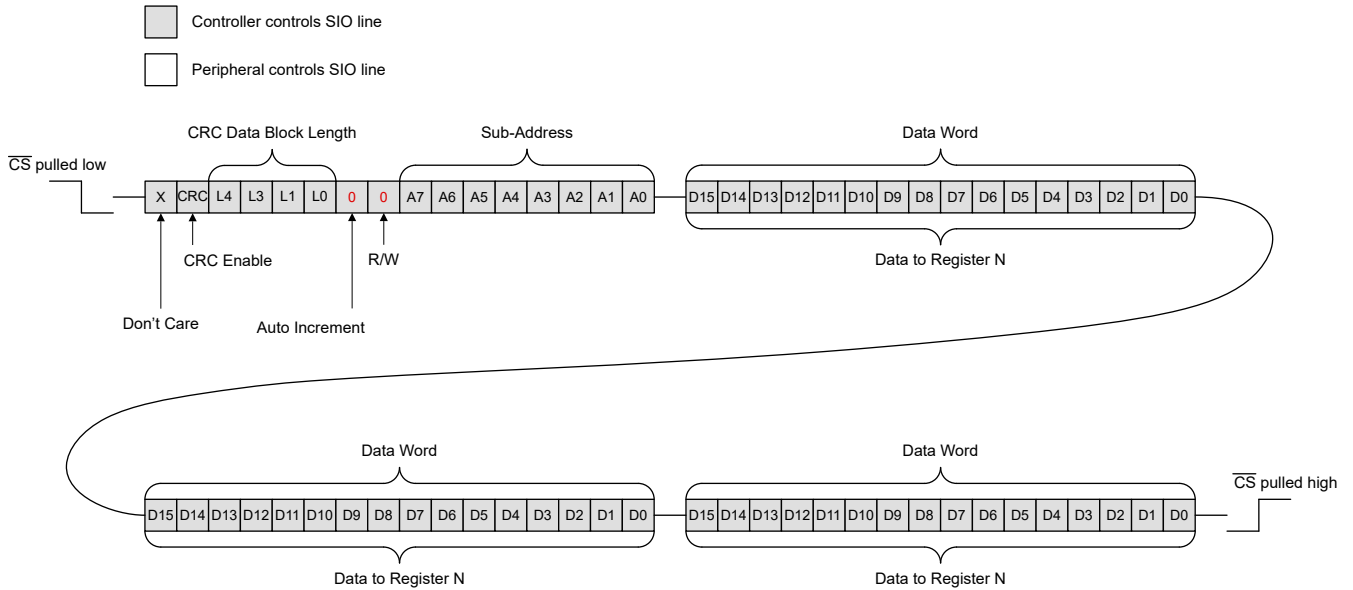 Controller controls SIO line
Peripheral controls SIO line
CRC Data Block Length
Sub-Address
Data Word
CS pulled low
X CRC L4 L3 L1 L0 0 0 A7 A6 A5 A4 A3 A2 A1 A0
D15 D14 D13 D12 D11 D10 D9 D8 D7 D6 D5 D4 D3 D2 D1 D0
CRC Enable
R/W
Data to Register N
Don't Care
Auto Increment
Data Word
Data Word
CS pulled high
D15 D14 D13 D12 D11 D10 D9 D8 D7 D6 D5 D4 D3 D2 D1 D0
D15 D14 D13 D12 D11 D10 D9 D8 D7 D6 D5 D4 D3 D2 D1 D0
Data to Register N
Data to Register N